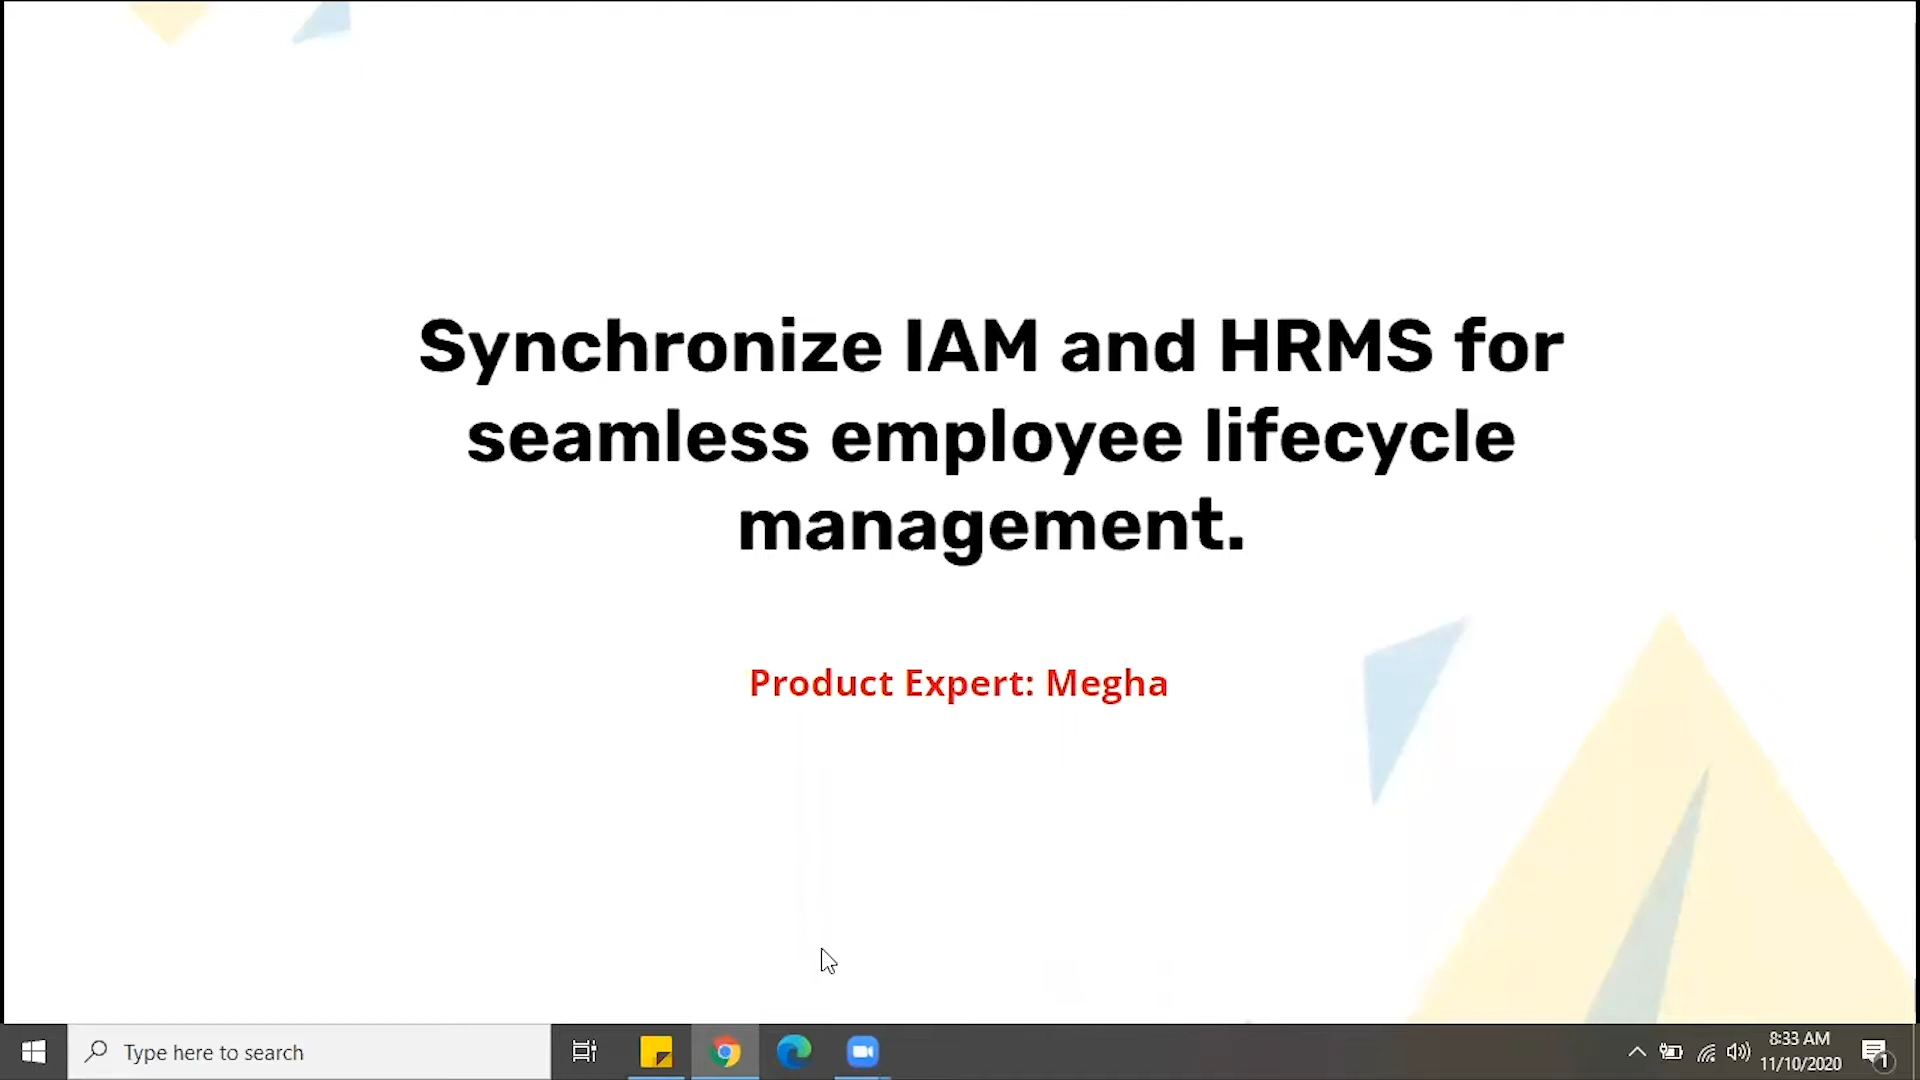 Synchronize IAM and HRMS for
seamless employee lifecycle
management.
Product Expert: Megha
Type here to search
8:33 AM
11/10/2020
1